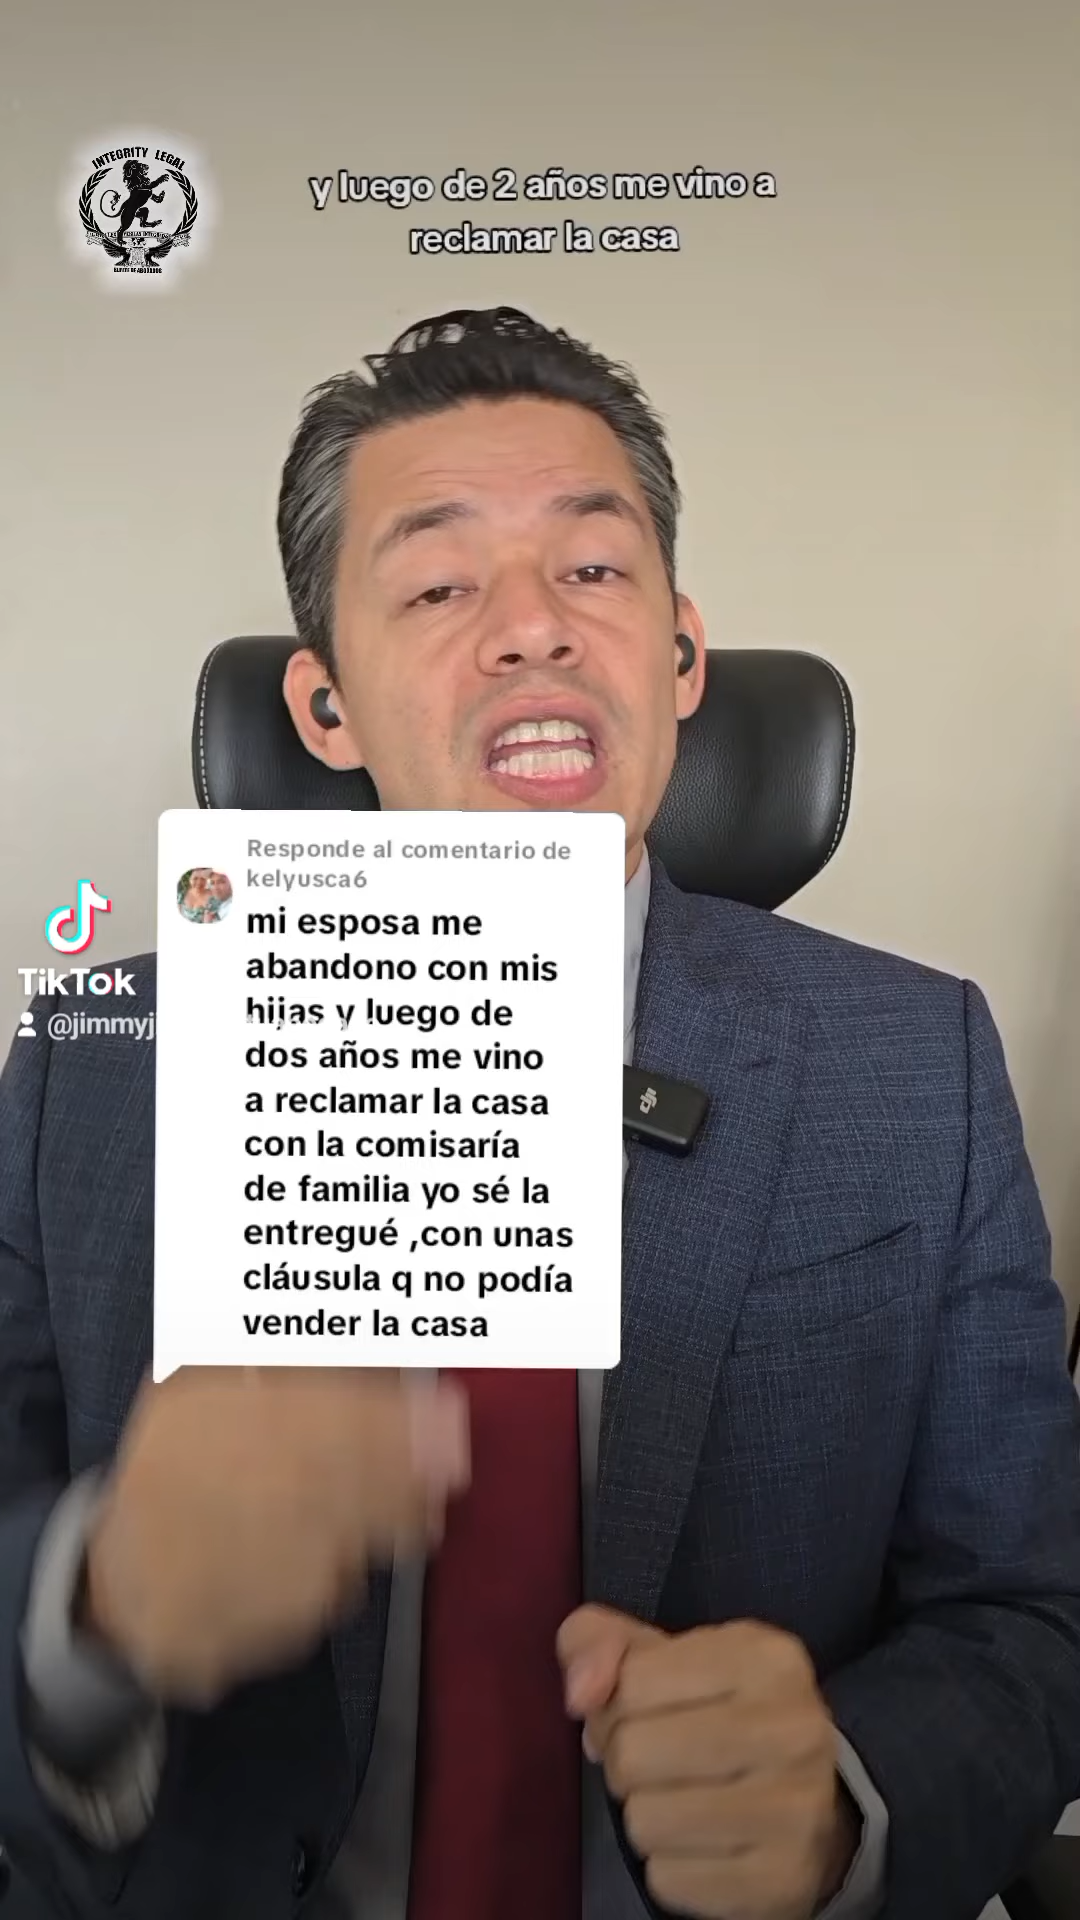 INTEGRITY LEGAL
y luego de 2 años me vino a
reclamar la casa
Responde al comentario de
kelyusca6
mi esposa me
abandono con mis
hijas y luego de
dos años me vino
a reclamar la casa
con la comisaría
de familia yo sé la
entregué ,con unas
cláusula q no podía
vender la casa
TikTok
@jimmyj
dji